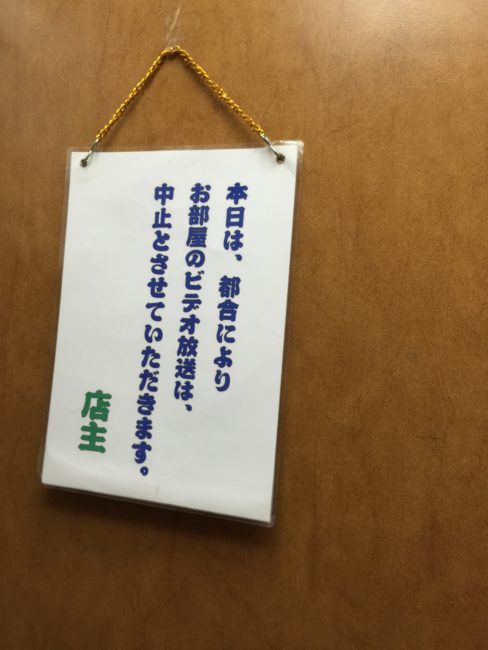 本日は、都合により
お部屋のビデオ放送は、
中止とさせていただきます。
店主